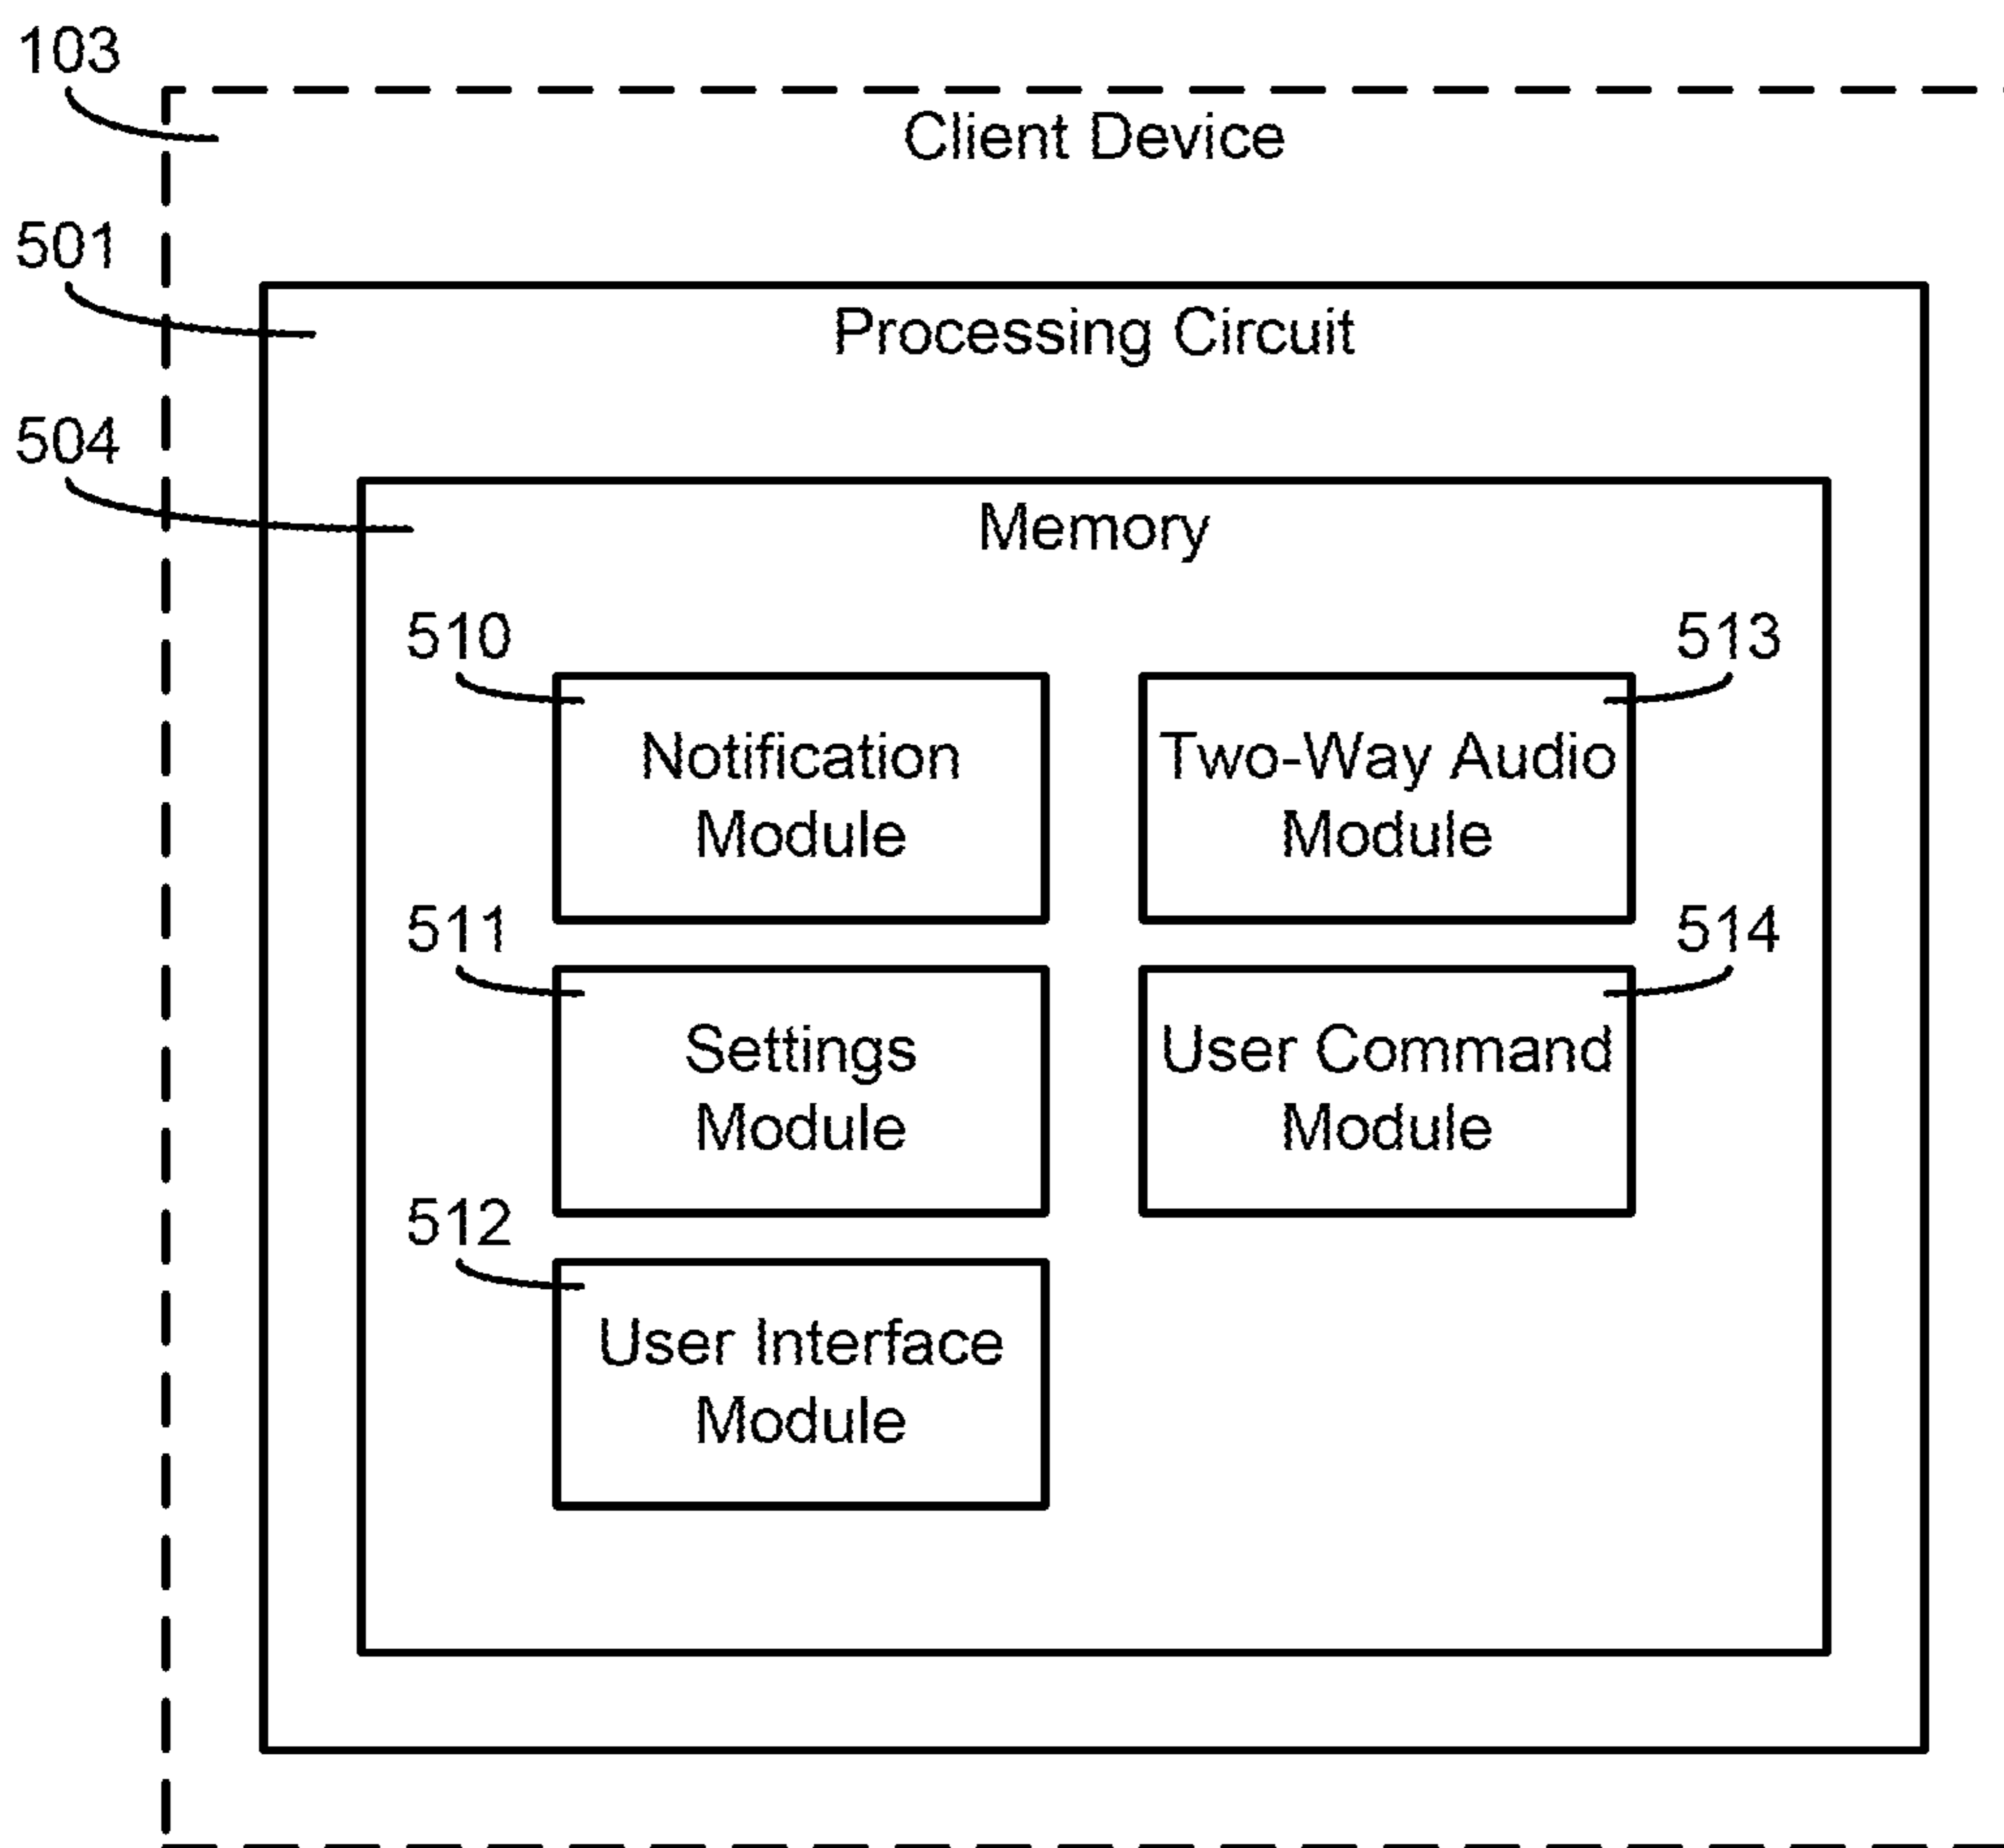 103
Client Device
501
Processing Circuit
504
Memory
510
Notification
Module
513
Two-Way Audio
Module
511
Settings
Module
514
User Command
Module
512
User Interface
Module